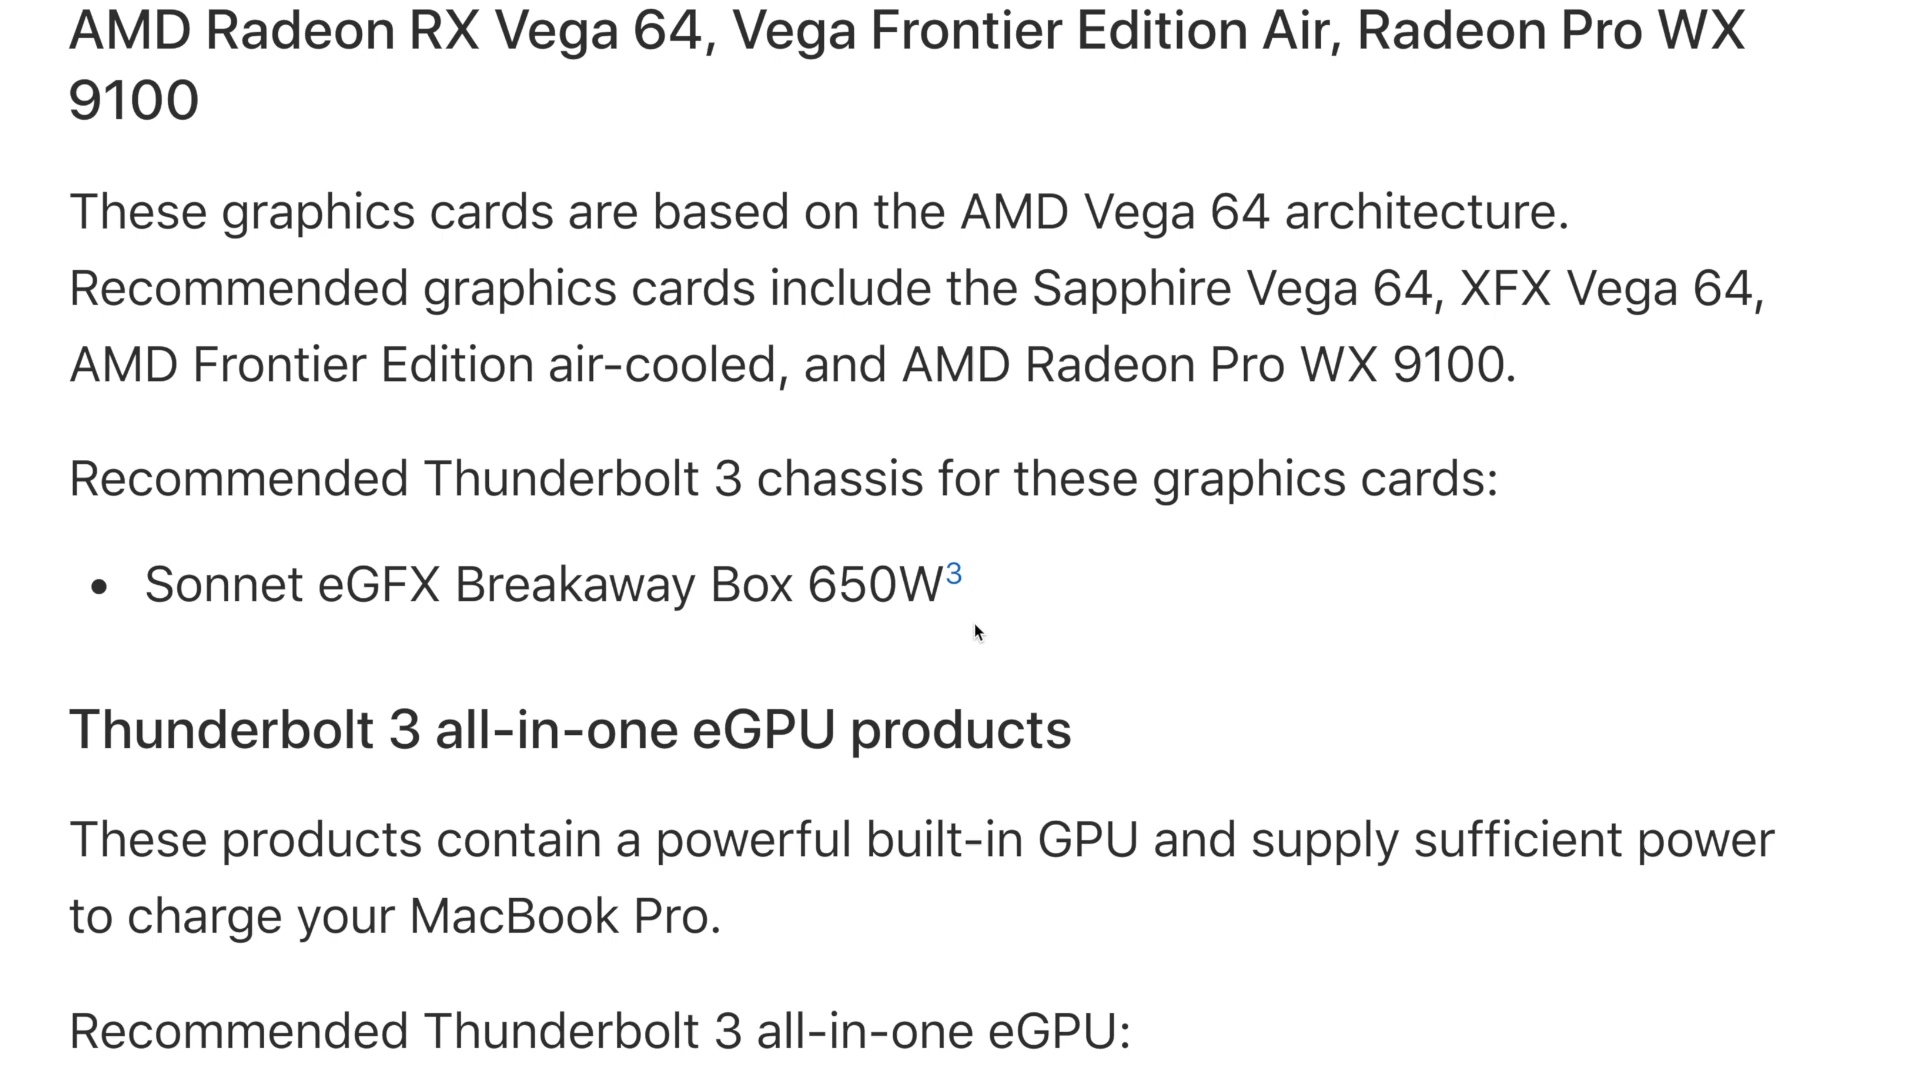 AMD Radeon RX Vega 64, Vega Frontier Edition Air, Radeon Pro WX
9100
These graphics cards are based on the AMD Vega 64 architecture.
Recommended graphics cards include the Sapphire Vega 64, XFX Vega 64,
AMD Frontier Edition air-cooled, and AMD Radeon Pro WX 9100.
Recommended Thunderbolt 3 chassis for these graphics cards:
• Sonnet eGFX Breakaway Box 650W3
Thunderbolt 3 all-in-one eGPU products
These products contain a powerful built-in GPU and supply sufficient power
to charge your MacBook Pro.
Recommended Thunderbolt 3 all-in-one eGPU: